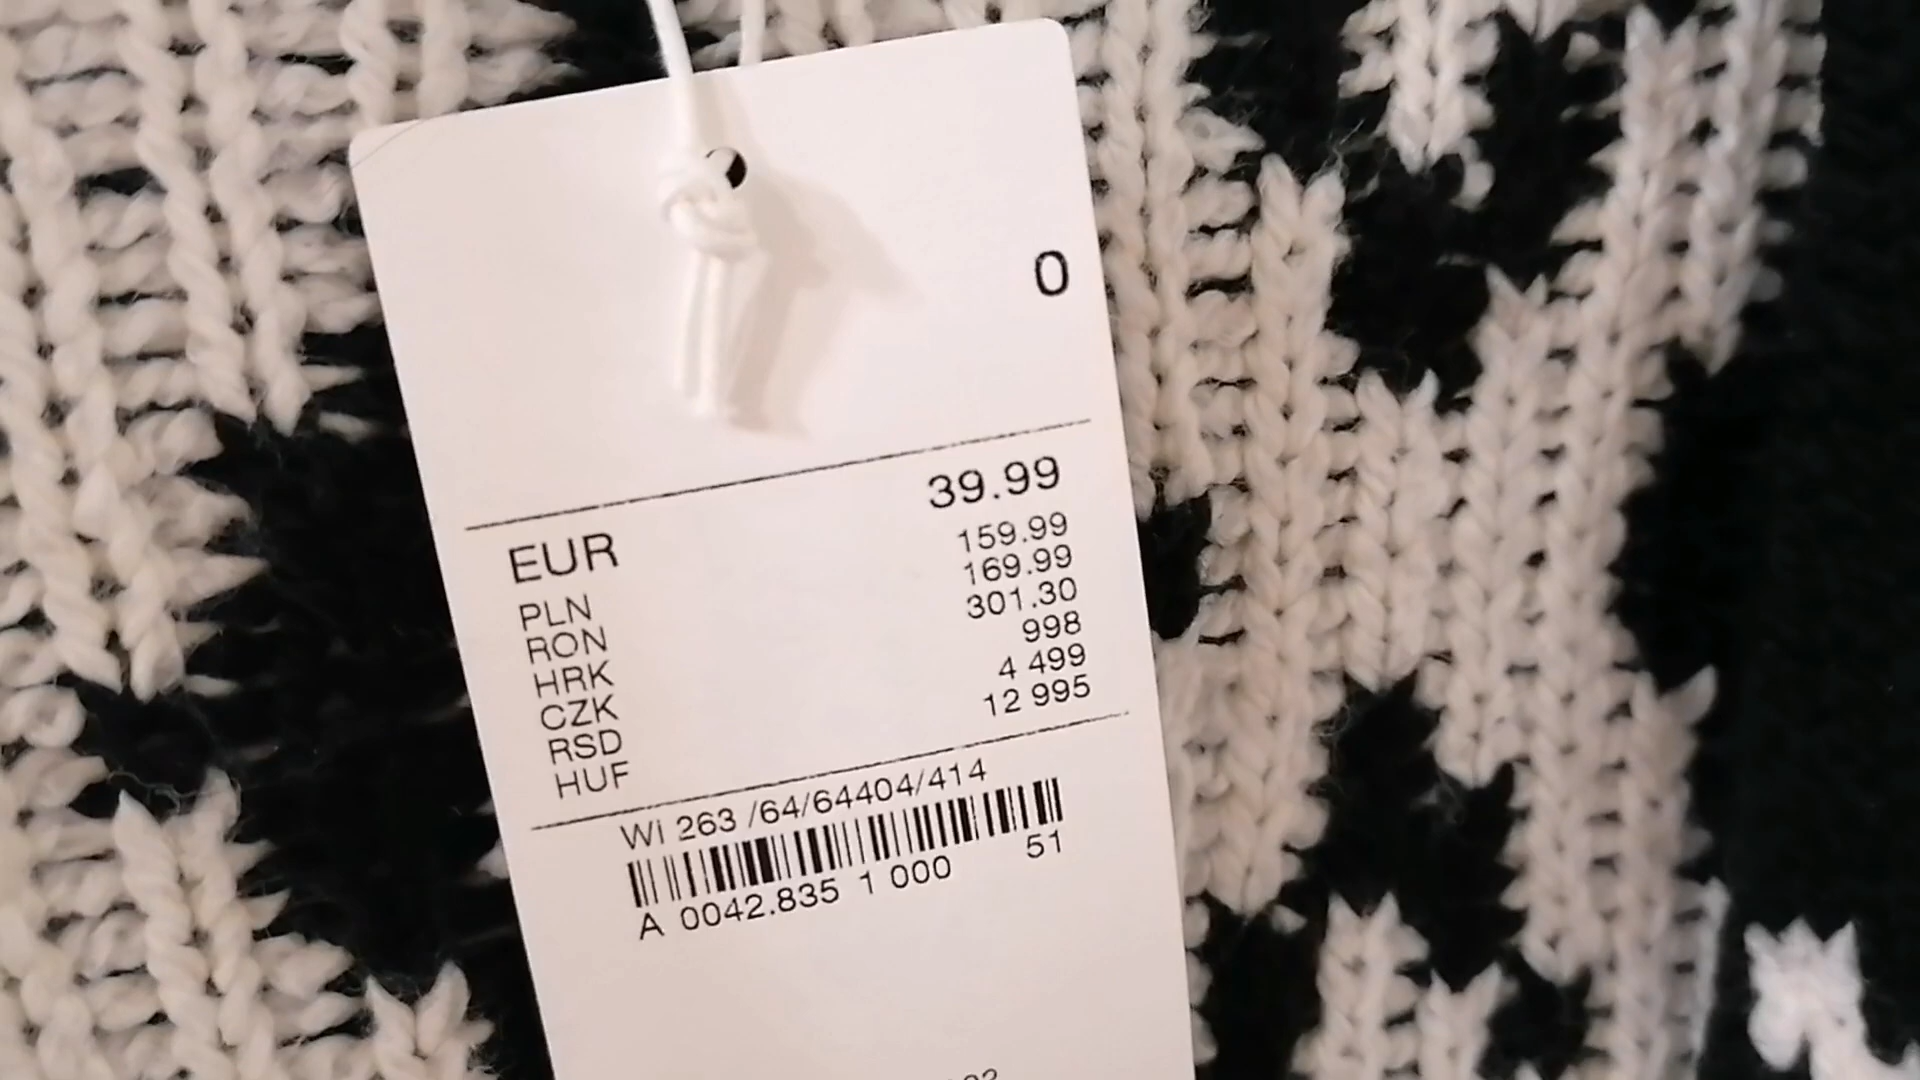 0
EUR 39.99
PLN 159.99
RON 169.99
HRK 301.30
CZK 998
RSD 4 499
HUF 12 995
Wi 263 /64/64404/414
51
A 0042.835 1 000